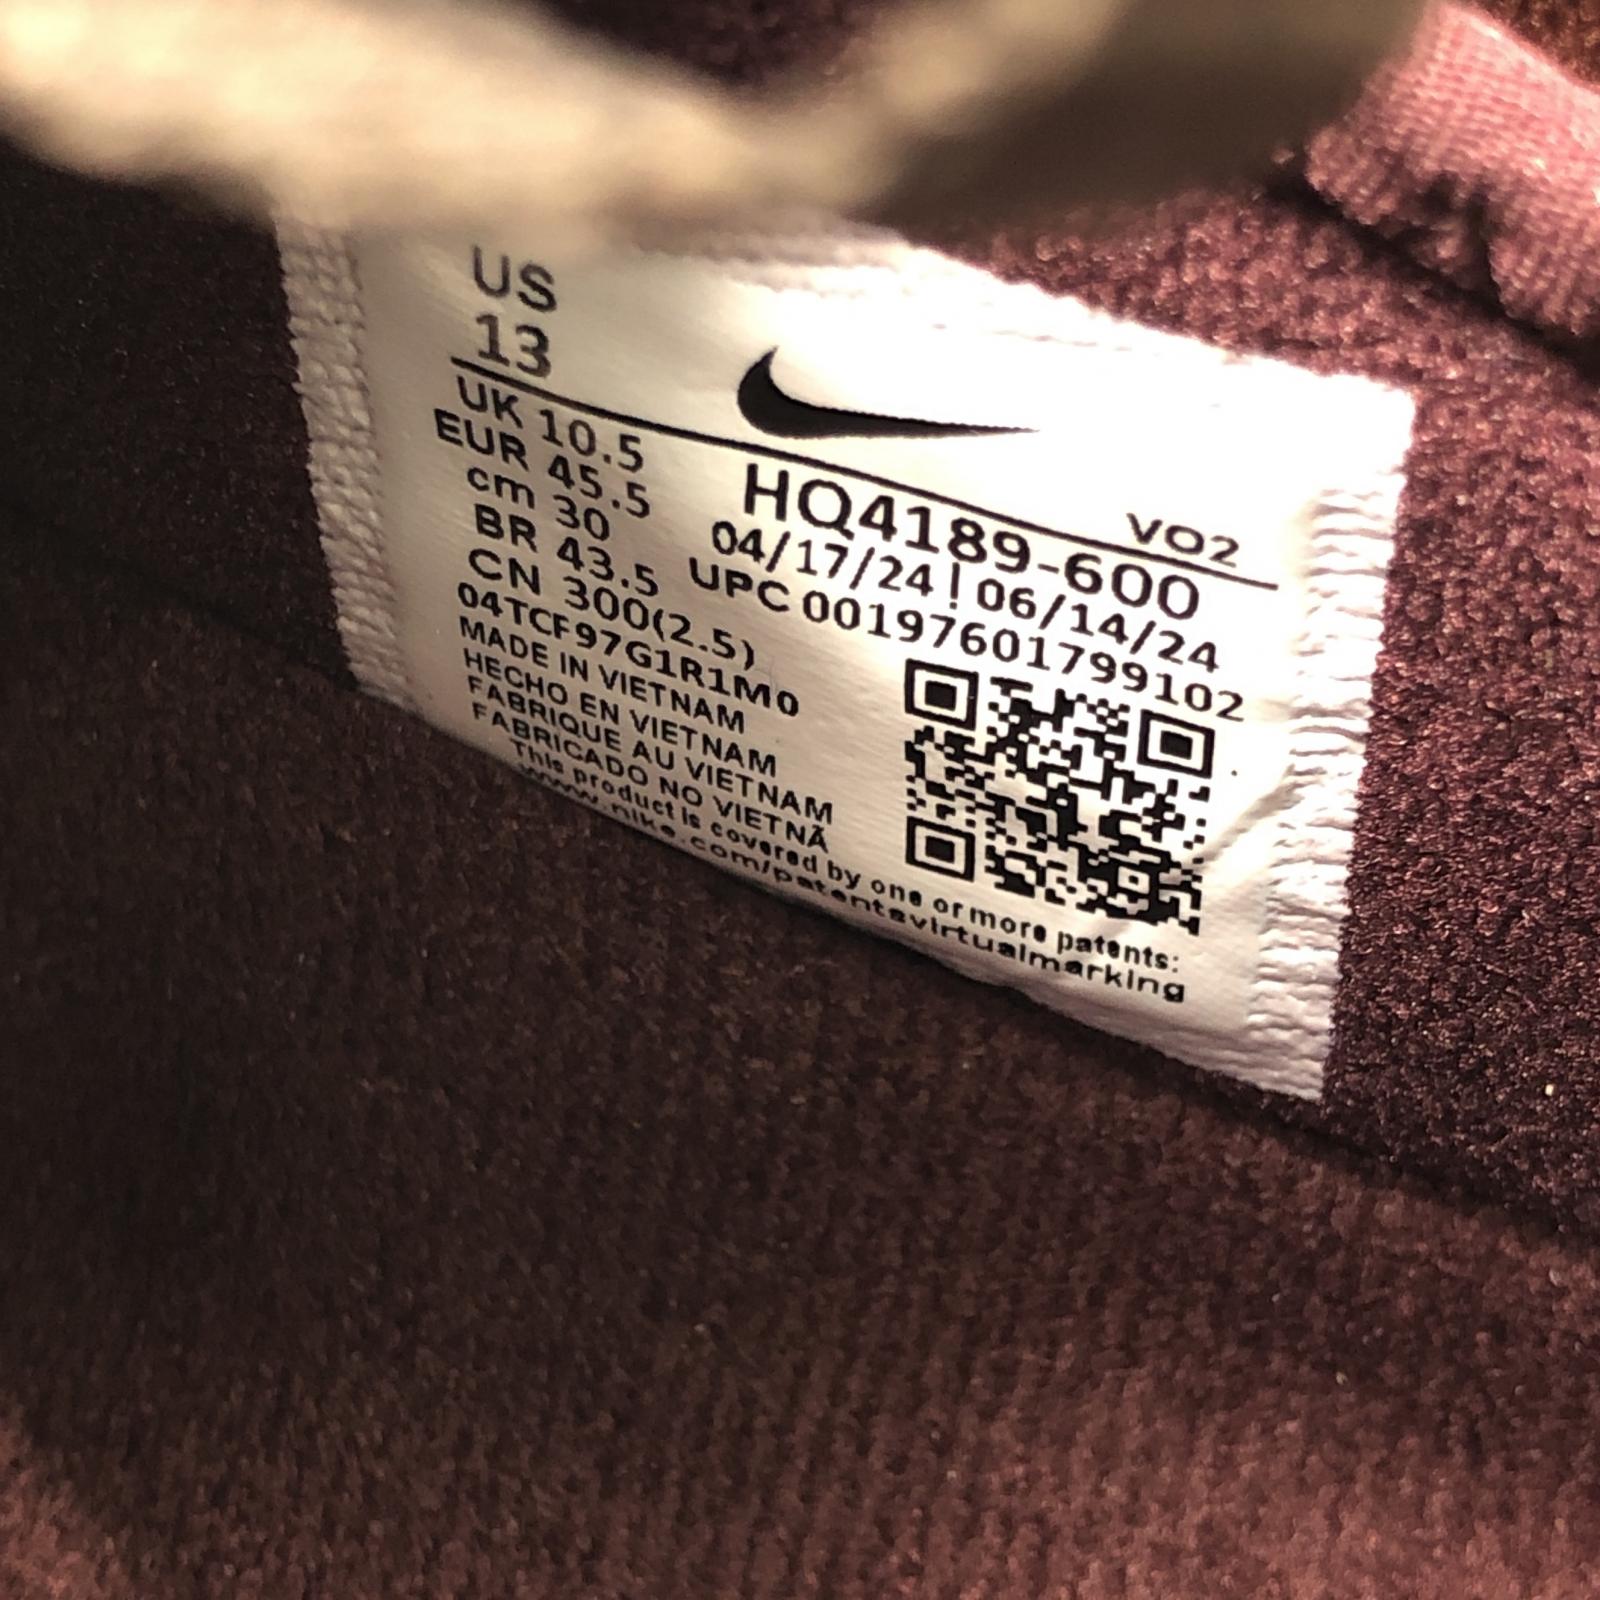 US
13
UK 10.5
EUR 45.5
cm 30
BR 43.5
CN 300(2.5)
04TCF97G1R1M0
MADE IN VIETNAM
HECHO EN VIETNAM
FABRIQUE AU VIETNAM
FABRICADO NO VIETNÃ
VO2
HQ4189-600
04/17/24 ! 06/14/24
UPC 00197601799102
This product is covered by one or more patents:
www.nike.com/patentsvirtualmarking